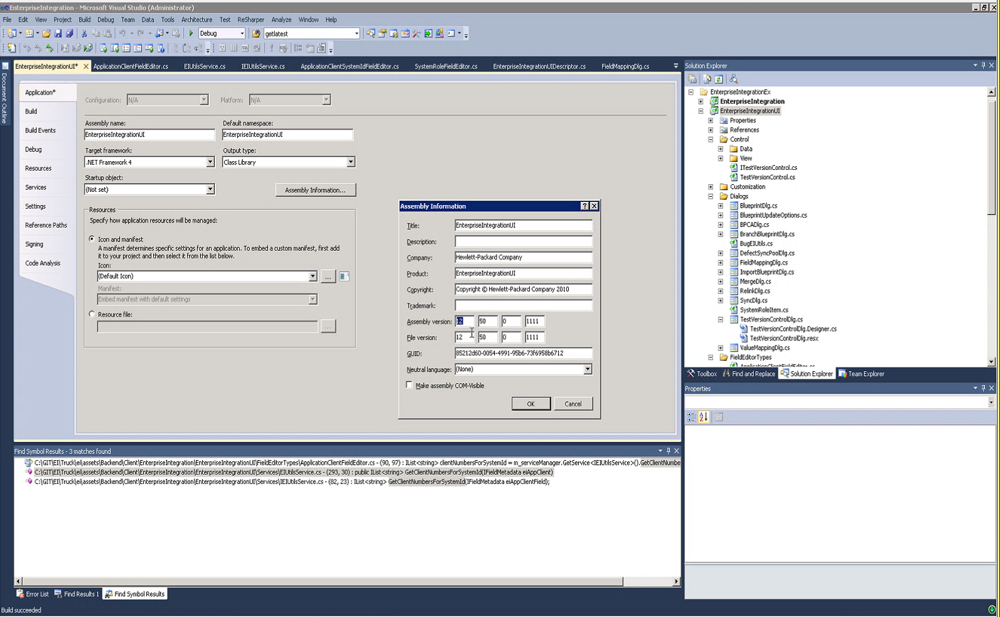 EnterpriseIntegration - Microsoft Visual Studio (Administrator)
File Edit View Project Build Debug Team Data Tools Architecture Test ReSharper Analyze Window Help
Debug getlatest
EnterpriseIntegrationUI* ApplicationClientFieldEditor.cs EIUtilsService.cs IEIUtilsService.cs ApplicationClientSystemIdFieldEditor.cs SystemRoleFieldEditor.cs EnterpriseIntegrationUIDescriptor.cs FieldMappingDlg.cs
Document Outline
Application*
Build
Build Events
Debug
Resources
Services
Settings
Reference Paths
Signing
Code Analysis
Configuration: N/A Platform: N/A
Assembly name: Default namespace:
EnterpriseIntegrationUI EnterpriseIntegrationUI
Target framework: Output type:
.NET Framework 4 Class Library
Startup object:
(Not set) Assembly Information...
Resources
Specify how application resources will be managed:
Icon and manifest
A manifest determines specific settings for an application. To embed a custom manifest, first add
it to your project and then select it from the list below.
Icon:
(Default Icon) ...
Manifest:
Embed manifest with default settings
Resource file:
...
Assembly Information
Title: EnterpriseIntegrationUI
Description:
Company: Hewlett-Packard Company
Product: EnterpriseIntegrationUI
Copyright: Copyright © Hewlett-Packard Company 2010
Trademark:
Assembly version: 12 50 0 1111
File version: 12 50 0 1111
GUID: 85212d60-0054-4991-95b6-73f6958b6712
Neutral language: (None)
Make assembly COM-Visible
OK Cancel
Solution Explorer
EnterpriseIntegrationEx
EnterpriseIntegration
EnterpriseIntegrationUI
Properties
References
Control
Data
View
ITestVersionControl.cs
TestVersionControl.cs
Customization
Dialogs
BlueprintDlg.cs
BlueprintUpdateOptions.cs
BPCADlg.cs
BranchBlueprintDlg.cs
BugEIUtils.cs
DefectSyncPoolDlg.cs
FieldMappingDlg.cs
ImportBlueprintDlg.cs
MergeDlg.cs
RelinkDlg.cs
SyncDlg.cs
SystemRoleItem.cs
TestVersionControlDlg.cs
TestVersionControlDlg.Designer.cs
TestVersionControlDlg.resx
ValueMappingDlg.cs
FieldEditorTypes
ApplicationClientFieldEditor.cs
Toolbox Find and Replace Solution Explorer Team Explorer
Properties
Find Symbol Results - 3 matches found
C:\GIT\EI\Truck\ei\assets\Backend\Client\EnterpriseIntegration\EnterpriseIntegrationUI\FieldEditorTypes\ApplicationClientFieldEditor.cs - (90, 97) : IList<string> clientNumbersForSystemId = m_serviceManager.GetService<IEIUtilsService>().GetClientNumbe
C:\GIT\EI\Truck\ei\assets\Backend\Client\EnterpriseIntegration\EnterpriseIntegrationUI\Services\EIUtilsService.cs - (293, 30) : public IList<string> GetClientNumbersForSystemId(IFieldMetadata eiAppClient)
C:\GIT\EI\Truck\ei\assets\Backend\Client\EnterpriseIntegration\EnterpriseIntegrationUI\Services\IEIUtilsService.cs - (82, 23) : IList<string> GetClientNumbersForSystemId(IFieldMetadata eiAppClientField);
Error List Find Results 1 Find Symbol Results
Build succeeded